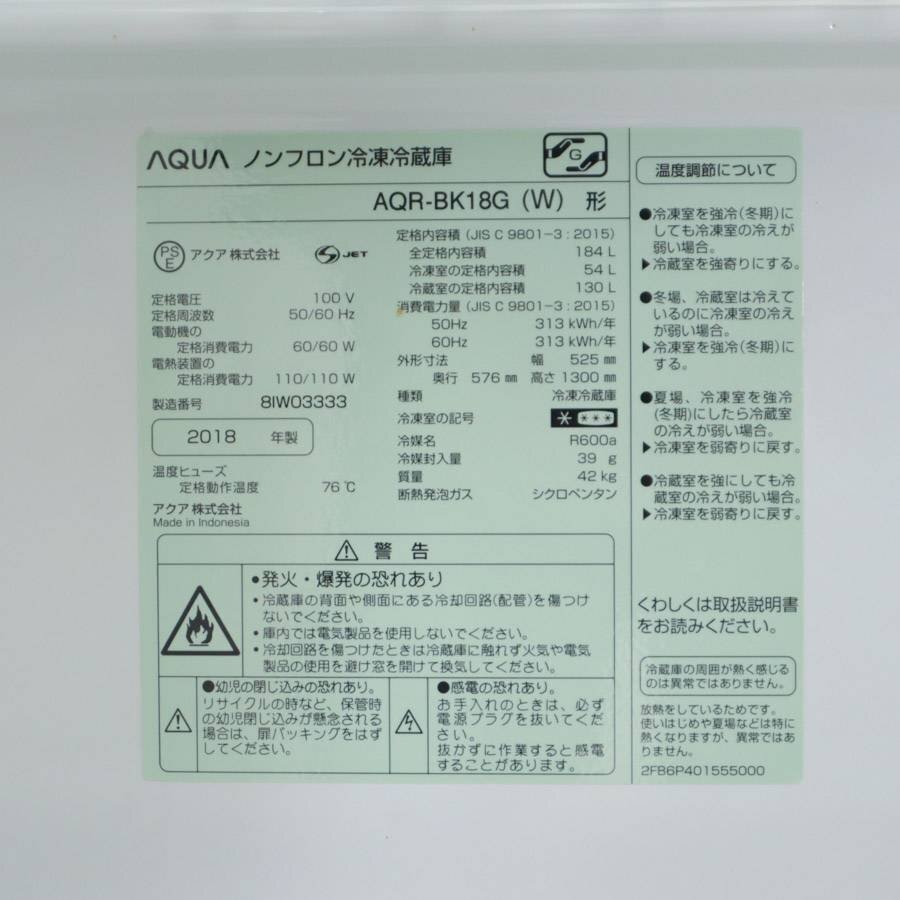 AQUA ノンフロン冷凍冷蔵庫
G
AQR-BK18G (W) 形
PS
E
アクア株式会社
S JET
定格電圧 100 V
定格周波数 50/60 Hz
電動機の
定格消費電力 60/60 W
電熱装置の
定格消費電力 110/110 W
製造番号 8IW03333
2018 年製
温度ヒューズ
定格動作温度 76℃
アクア株式会社
Made in Indonesia
定格内容積 (JIS C 9801-3:2015)
全定格内容積 184 L
冷凍室の定格内容積 54 L
冷蔵室の定格内容積 130 L
消費電力量 (JIS C 9801-3:2015)
50Hz 313 kWh/年
60Hz 313 kWh/年
外形寸法 幅 525 mm
奥行 576 mm 高さ 1300 mm
種類 冷凍冷蔵庫
冷凍室の記号 * ***
冷媒名 R600a
冷媒封入量 39 g
質量 42 kg
断熱発泡ガス シクロペンタン
警告
●発火・爆発の恐れあり
・冷蔵庫の背面や側面にある冷却回路(配管)を傷つけ
ないでください。
・庫内では電気製品を使用しないでください。
・冷却回路を傷つけたときは冷蔵庫に触れず火気や電気
製品の使用を避け窓を開けて換気してください。
●幼児の閉じ込みの恐れあり。
リサイクルの時など、保管時
の幼児閉じ込みが懸念される
場合は、扉パッキングをはず
してください。
●感電の恐れあり。
お手入れのときは、必ず
電源プラグを抜いてくだ
さい。
抜かずに作業すると感電
することがあります。
温度調節について
●冷凍室を強冷(冬期)に
しても冷凍室の冷えが
弱い場合。
▶冷蔵室を強寄りにする。
●冬場、冷蔵室は冷えて
いるのに冷凍室の冷え
が弱い場合。
▶冷凍室を強冷(冬期)に
する。
●夏場、冷凍室を強冷
(冬期)にしたら冷蔵室
の冷えが弱い場合。
▶冷凍室を弱寄りに戻す。
●冷蔵室を強にしても冷
蔵室の冷えが弱い場合。
▶冷凍室を弱寄りに戻す。
くわしくは取扱説明書
をお読みください。
冷蔵庫の周囲が熱く感じる
のは異常ではありません。
放熱をしているためです。
使いはじめや夏場などは特に
熱くなりますが、異常ではあ
りません。
2FB6P401555000